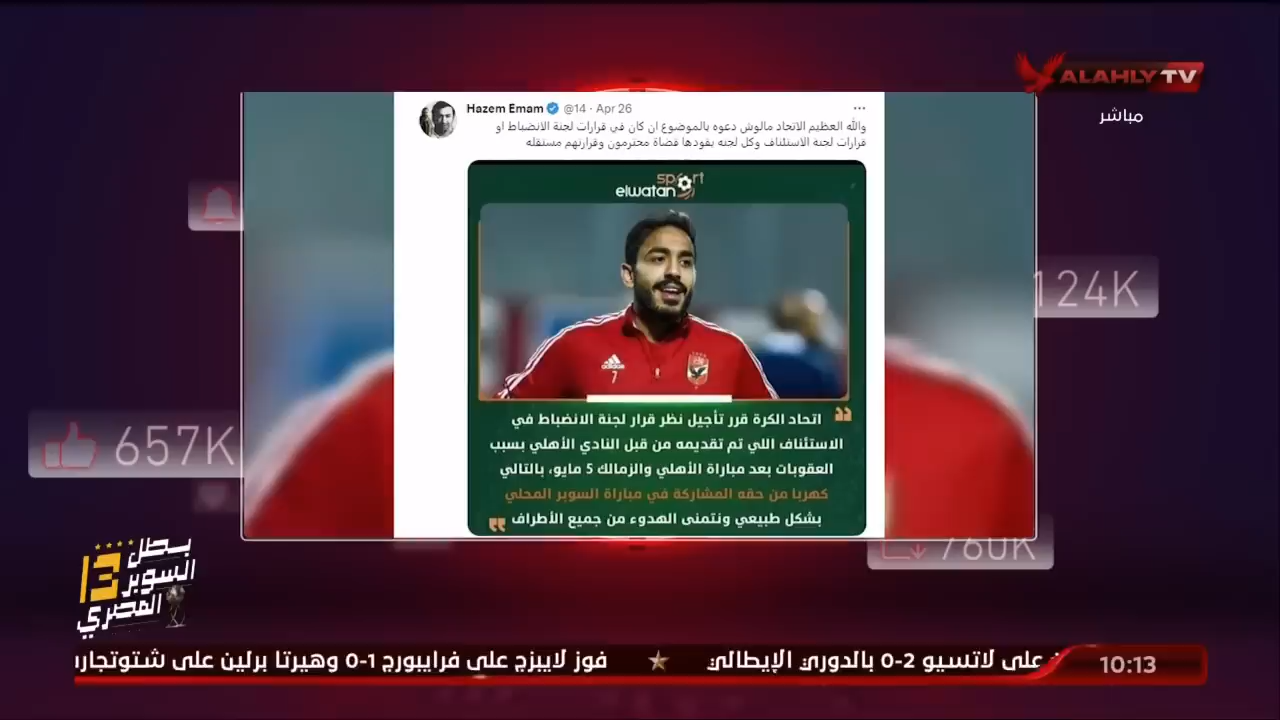 ALAHLY TV
مباشر
Hazem Emam @14 · Apr 26
والله العظيم الاتحاد مالوش دعوه بالموضوع ان كان في قرارات لجنة الانضباط او
قرارات لجنة الاستئناف وكل لجنه يقودها قضاة محترمون وقرارتهم مستقله
sport
elwatan
adidas
7
اتحاد الكرة قرر تأجيل نظر قرار لجنة الانضباط في
الاستئناف اللي تم تقديمه من قبل النادي الأهلي بسبب
العقوبات بعد مباراة الأهلي والزمالك 5 مايو، بالتالي
كهربا من حقه المشاركة في مباراة السوبر المحلي
بشكل طبيعي ونتمنى الهدوء من جميع الأطراف
124K
657K
760K
بطل
السوبر 13
المصري
على لاتسيو 2-0 بالدوري الإيطالي ★ فوز لايبزج على فرايبورج 1-0 وهيرتا برلين على شتوتجار
10:13